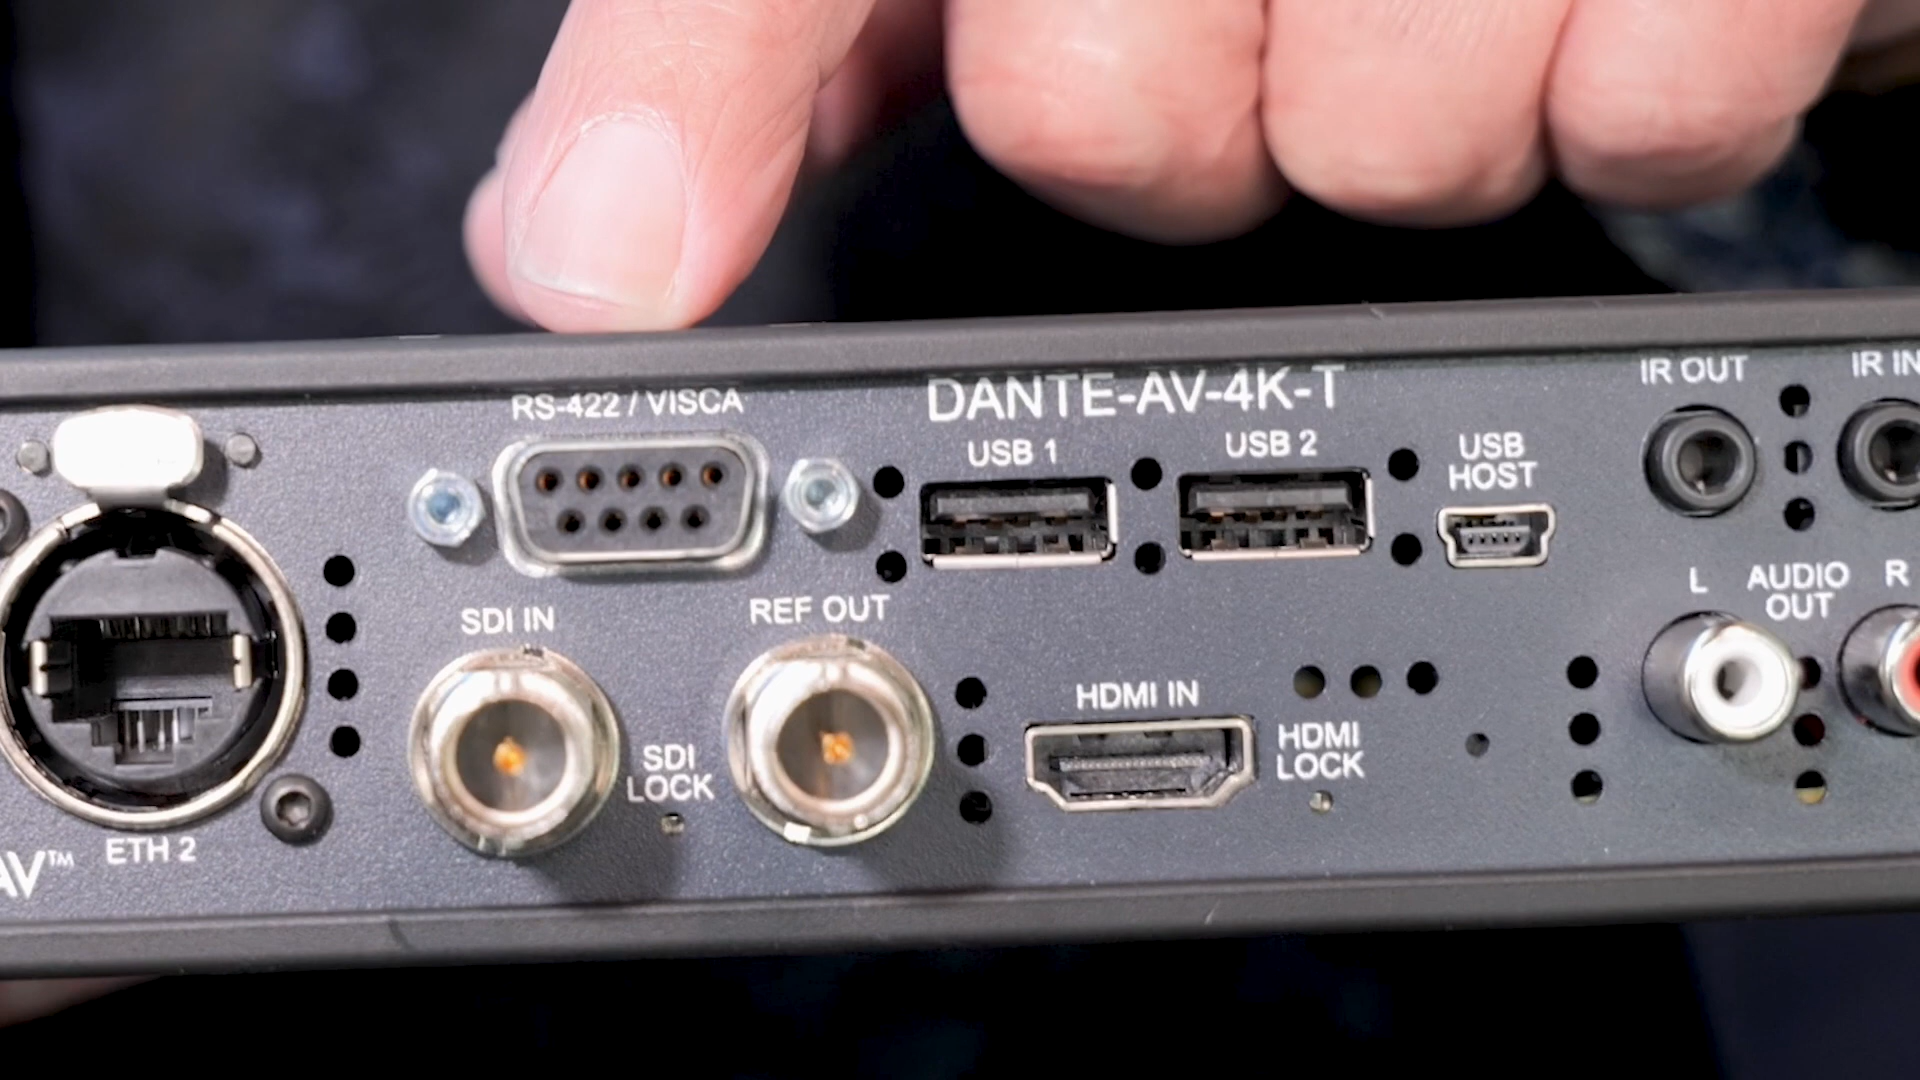 RS-422 / VISCA
DANTE-AV-4K-T
USB 1
USB 2
USB
HOST
IR OUT
IR IN
SDI IN
REF OUT
L
AUDIO
OUT
R
HDMI IN
SDI
LOCK
HDMI
LOCK
AV™
ETH 2